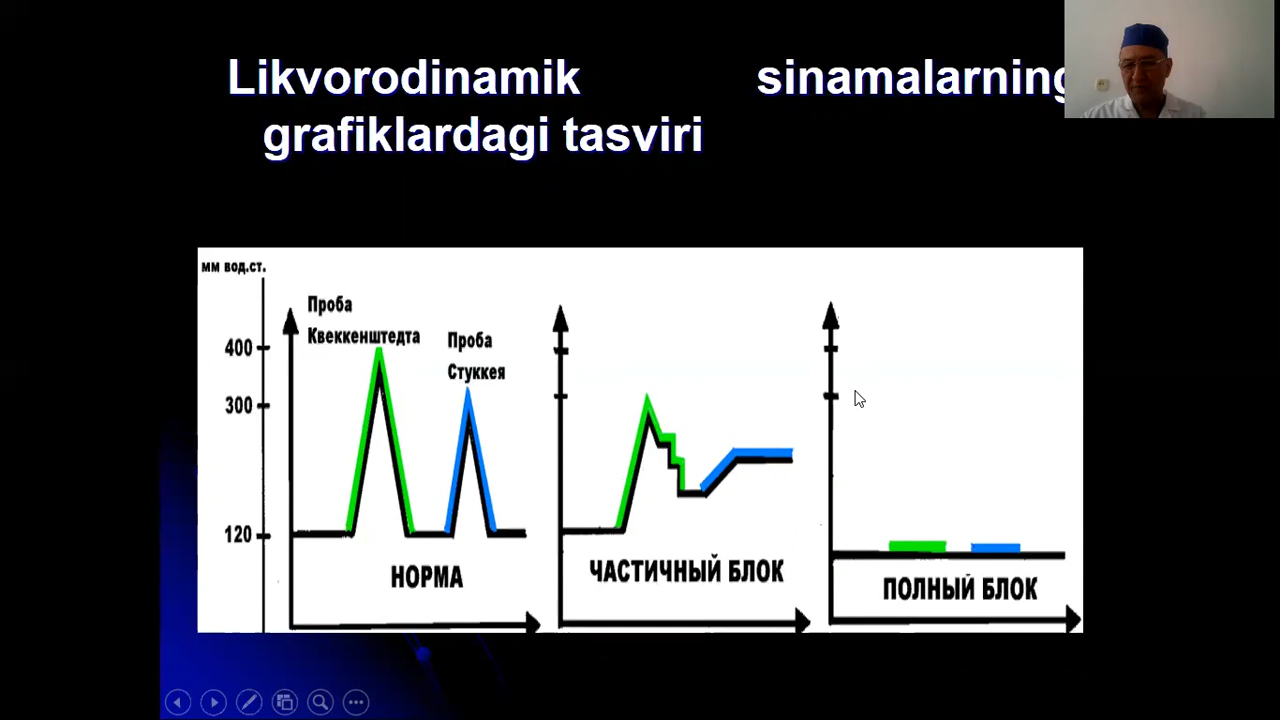 Likvorodinamik sinamalarning
grafiklardagi tasviri
мм вод.ст.
Проба
Квеккенштедта
Проба
Стуккея
400
300
120
НОРМА
ЧАСТИЧНЫЙ БЛОК
ПОЛНЫЙ БЛОК